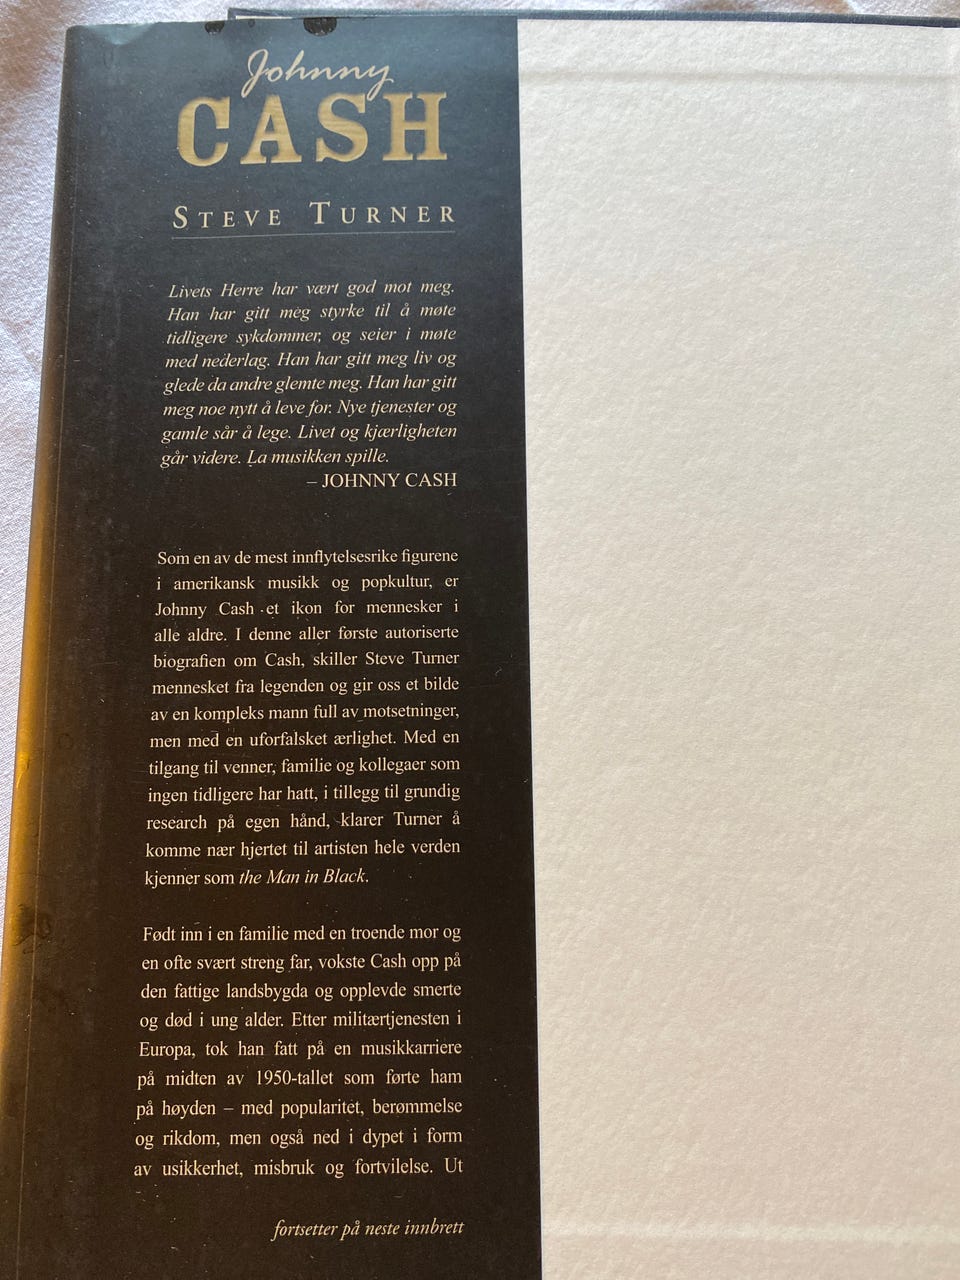 Johnny
CASH
STEVE TURNER
Livets Herre har vært god mot meg.
Han har gitt meg styrke til å møte
tidligere sykdommer, og seier i møte
med nederlag. Han har gitt meg liv og
glede da andre glemte meg. Han har gitt
meg noe nytt å leve for. Nye tjenester og
gamle sår å lege. Livet og kjærligheten
går videre. La musikken spille.
– JOHNNY CASH
Som en av de mest innflytelsesrike figurene
i amerikansk musikk og popkultur, er
Johnny Cash et ikon for mennesker i
alle aldre. I denne aller første autoriserte
biografien om Cash, skiller Steve Turner
mennesket fra legenden og gir oss et bilde
av en kompleks mann full av motsetninger,
men med en uforfalsket ærlighet. Med en
tilgang til venner, familie og kollegaer som
ingen tidligere har hatt, i tillegg til grundig
research på egen hånd, klarer Turner å
komme nær hjertet til artisten hele verden
kjenner som the Man in Black.
Født inn i en familie med en troende mor og
en ofte svært streng far, vokste Cash opp på
den fattige landsbygda og opplevde smerte
og død i ung alder. Etter militærtjenesten i
Europa, tok han fatt på en musikkarriere
på midten av 1950-tallet som førte ham
på høyden – med popularitet, berømmelse
og rikdom, men også ned i dypet i form
av usikkerhet, misbruk og fortvilelse. Ut
fortsetter på neste innbrett